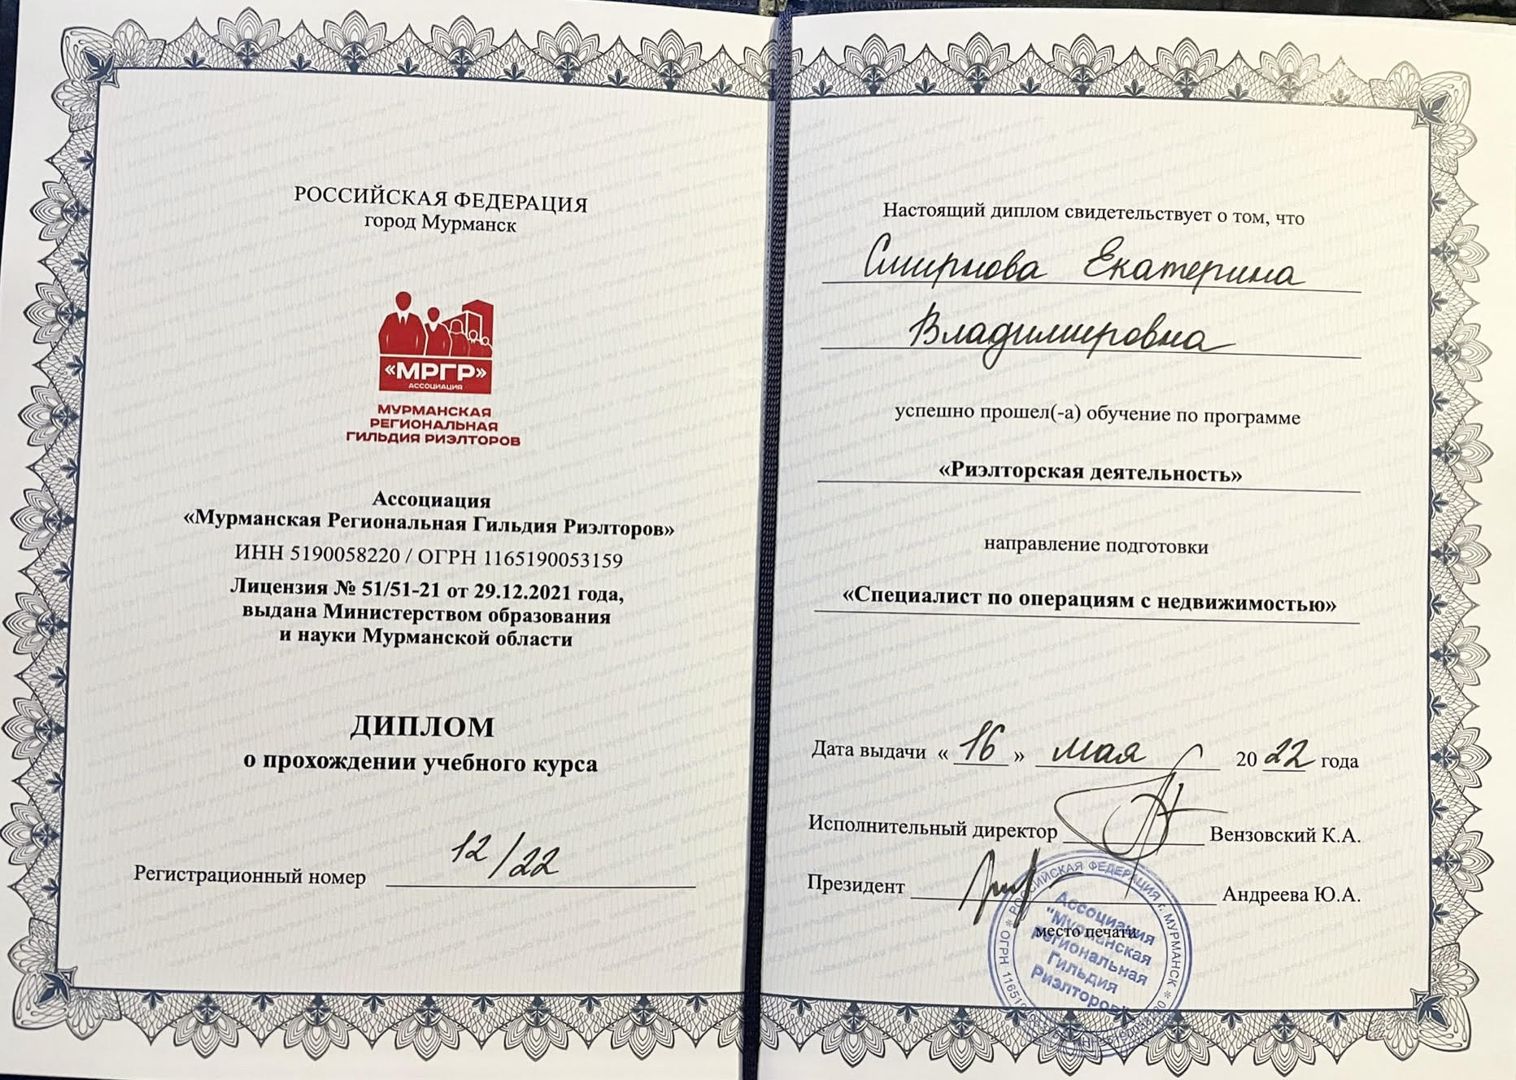 РОССИЙСКАЯ ФЕДЕРАЦИЯ
город Мурманск
«МРГР»
АССОЦИАЦИЯ
МУРМАНСКАЯ
РЕГИОНАЛЬНАЯ
ГИЛЬДИЯ РИЭЛТОРОВ
Ассоциация
«Мурманская Региональная Гильдия Риэлторов»
ИНН 5190058220 / ОГРН 1165190053159
Лицензия № 51/51-21 от 29.12.2021 года,
выдана Министерством образования
и науки Мурманской области
ДИПЛОМ
о прохождении учебного курса
Регистрационный номер 12/22
Настоящий диплом свидетельствует о том, что
Смирнова Екатерина
Владимировна
успешно прошел(-а) обучение по программе
«Риэлторская деятельность»
направление подготовки
«Специалист по операциям с недвижимостью»
Дата выдачи « 16 » мая 2022 года
Исполнительный директор Вензовский К.А.
Президент Андреева Ю.А.
место печати
РОССИЙСКАЯ ФЕДЕРАЦИЯ г. МУРМАНСК
Ассоциация
"Мурманская
Региональная
Гильдия
Риэлторов"